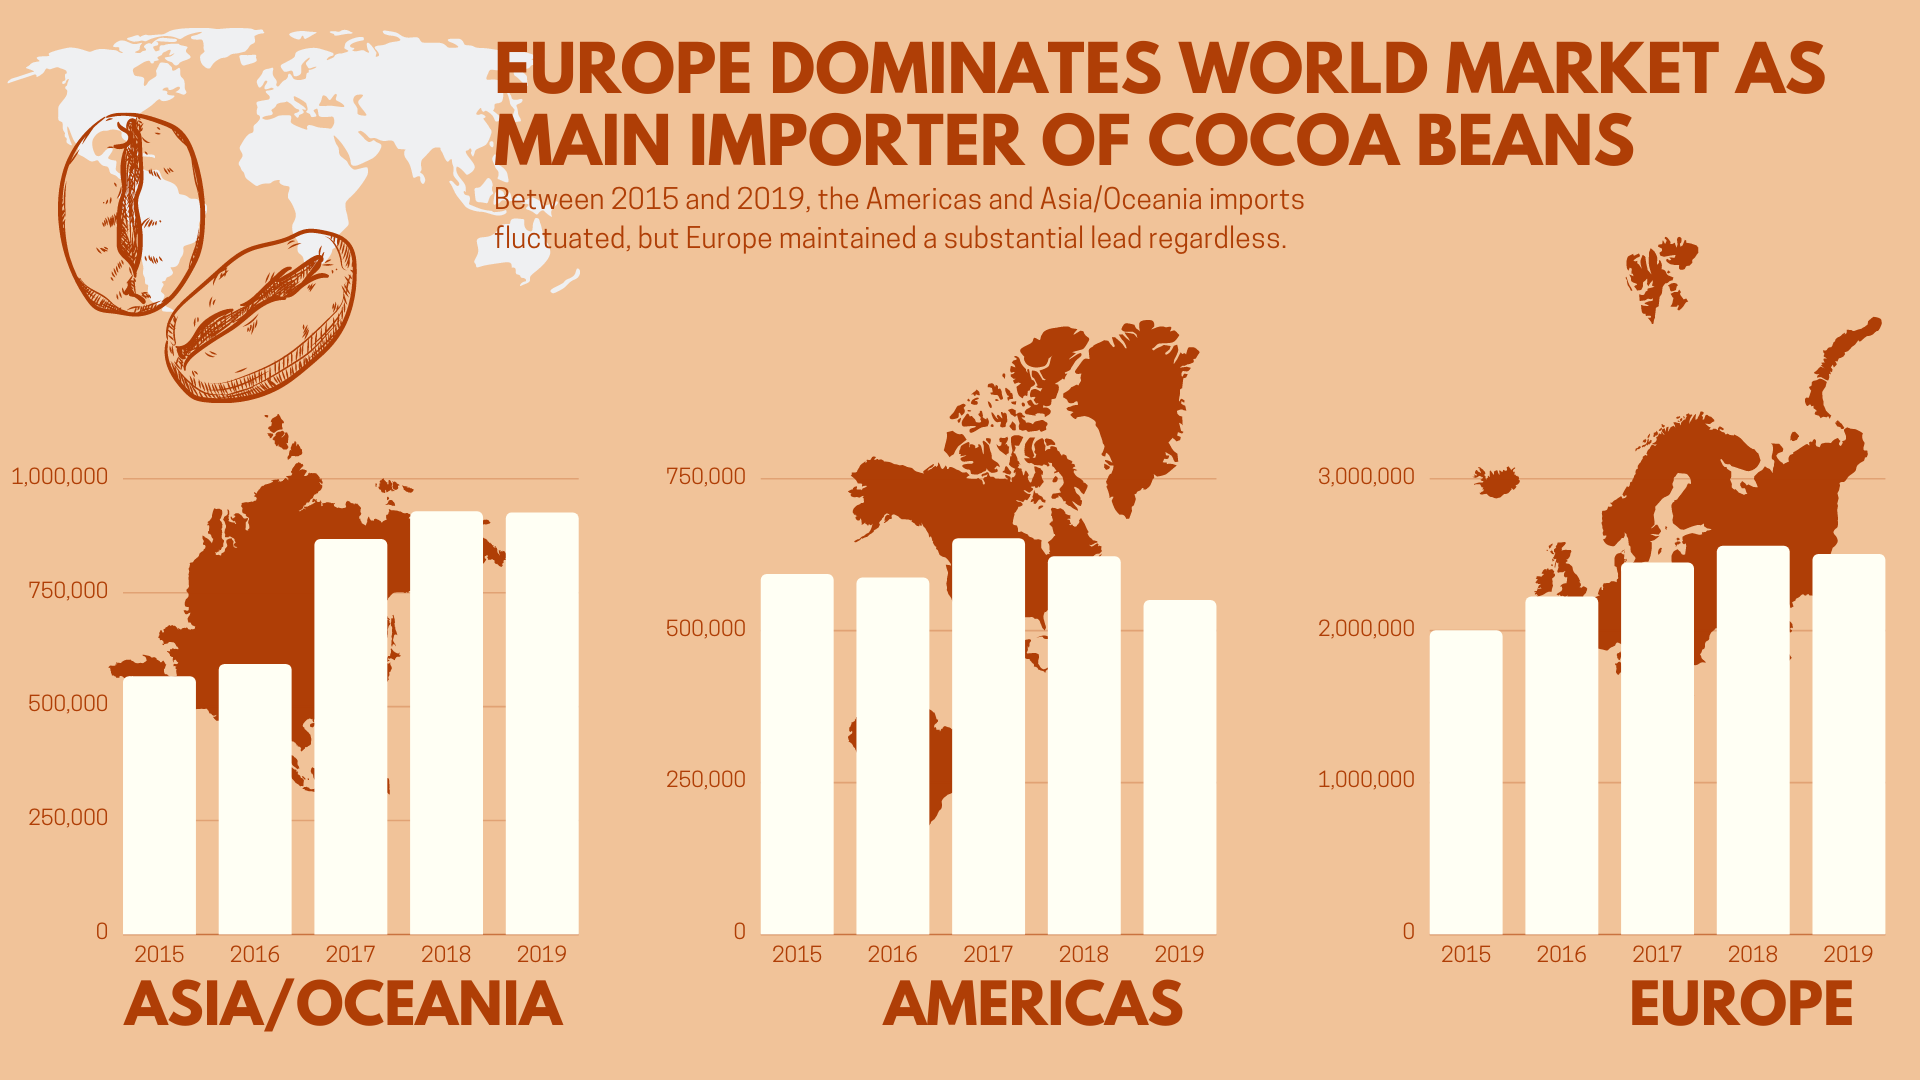 EUROPE DOMINATES WORLD MARKET AS
MAIN IMPORTER OF COCOA BEANS
Between 2015 and 2019, the Americas and Asia/Oceania imports
fluctuated, but Europe maintained a substantial lead regardless.
1,000,000
750,000
500,000
250,000
0
2015 2016 2017 2018 2019
ASIA/OCEANIA
750,000
500,000
250,000
0
2015 2016 2017 2018 2019
AMERICAS
3,000,000
2,000,000
1,000,000
0
2015 2016 2017 2018 2019
EUROPE